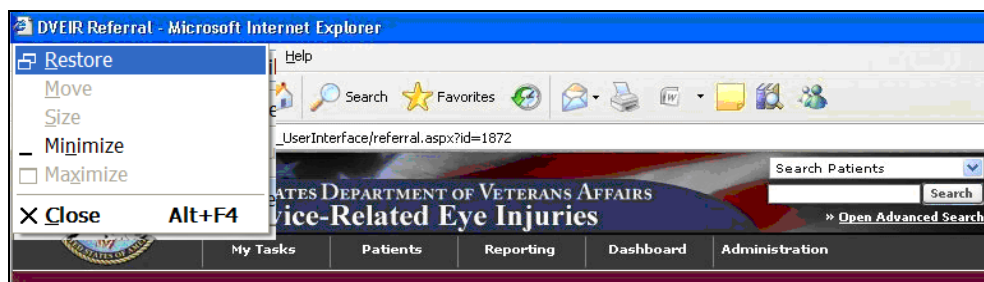 DVEIR Referral - Microsoft Internet Explorer
Restore
Move
Size
Minimize
Maximize
Close Alt+F4
Help
Search Favorites
_UserInterface/referral.aspx?id=1872
Search Patients
Search
» Open Advanced Search
ATES DEPARTMENT OF VETERANS AFFAIRS
vice-Related Eye Injuries
My Tasks Patients Reporting Dashboard Administration